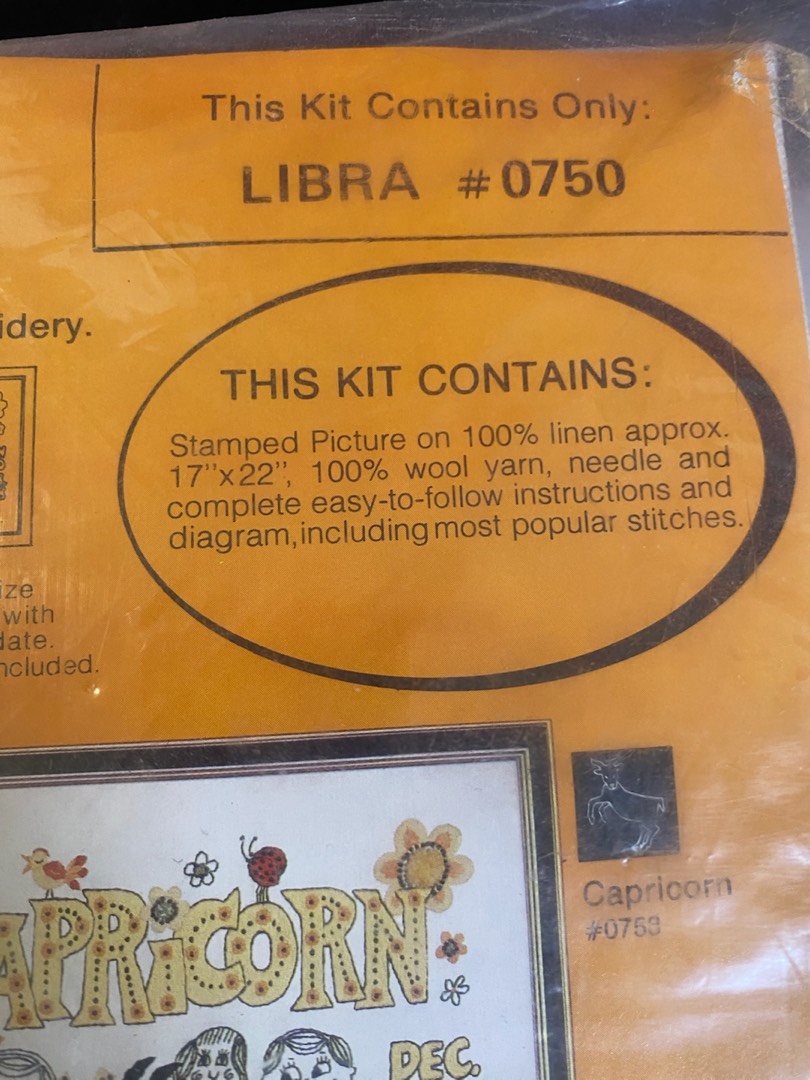 This Kit Contains Only:
LIBRA #0750
idery.
THIS KIT CONTAINS:
Stamped Picture on 100% linen approx.
17"x22", 100% wool yarn, needle and
complete easy-to-follow instructions and
diagram, including most popular stitches.
ize
with
date.
ncluded.
APRiCORN
DEC.
Capricorn